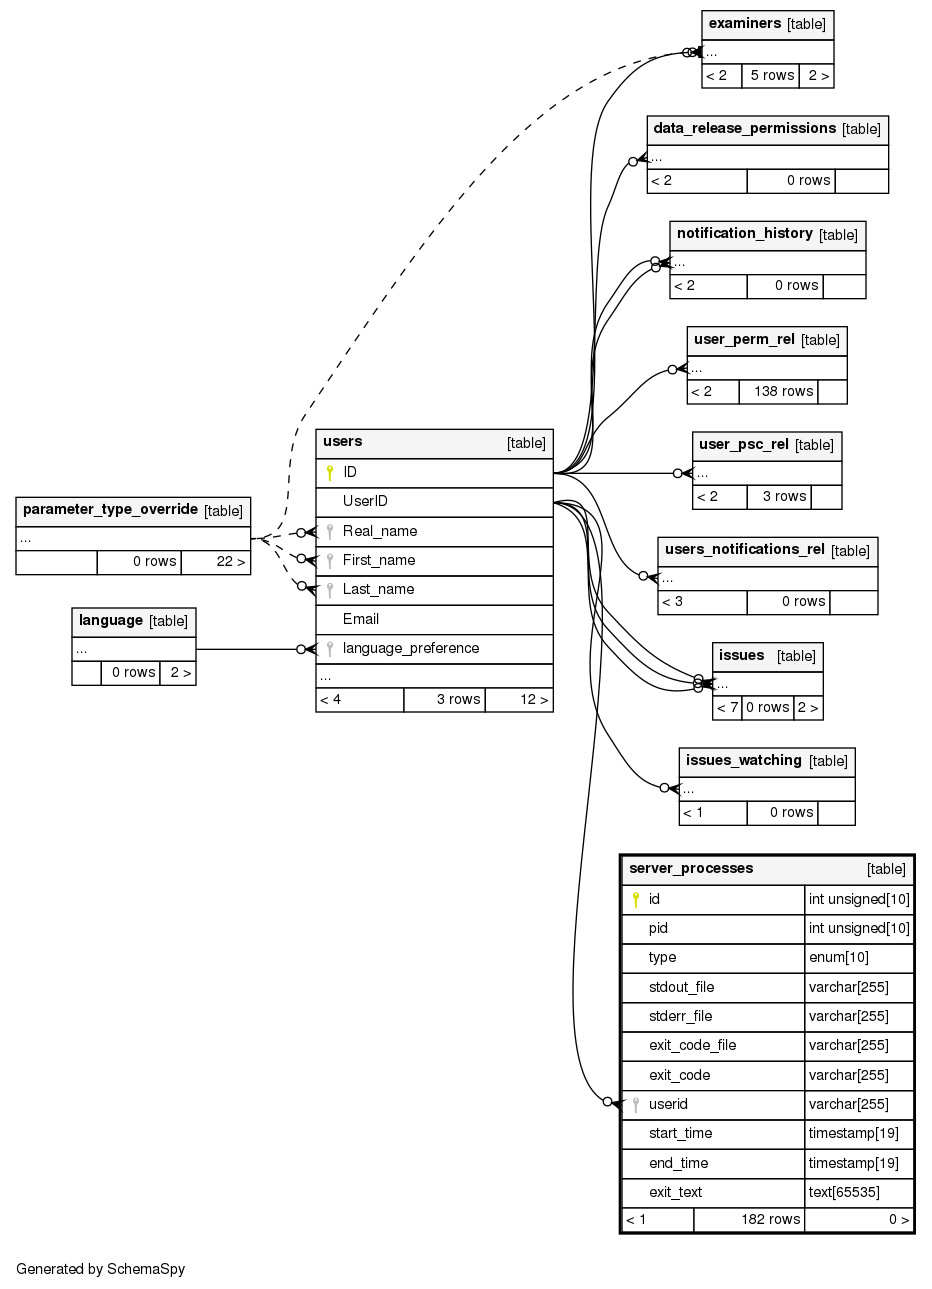 examiners [table]
...
< 2 5 rows 2 >
data_release_permissions [table]
...
< 2 0 rows
notification_history [table]
...
< 2 0 rows
user_perm_rel [table]
...
< 2 138 rows
user_psc_rel [table]
...
< 2 3 rows
users_notifications_rel [table]
...
< 3 0 rows
issues [table]
...
< 7 0 rows 2 >
issues_watching [table]
...
< 1 0 rows
users [table]
ID
UserID
Real_name
First_name
Last_name
Email
language_preference
...
< 4 3 rows 12 >
parameter_type_override [table]
...
0 rows 22 >
language [table]
...
0 rows 2 >
server_processes [table]
id int unsigned[10]
pid int unsigned[10]
type enum[10]
stdout_file varchar[255]
stderr_file varchar[255]
exit_code_file varchar[255]
exit_code varchar[255]
userid varchar[255]
start_time timestamp[19]
end_time timestamp[19]
exit_text text[65535]
< 1 182 rows 0 >
Generated by SchemaSpy